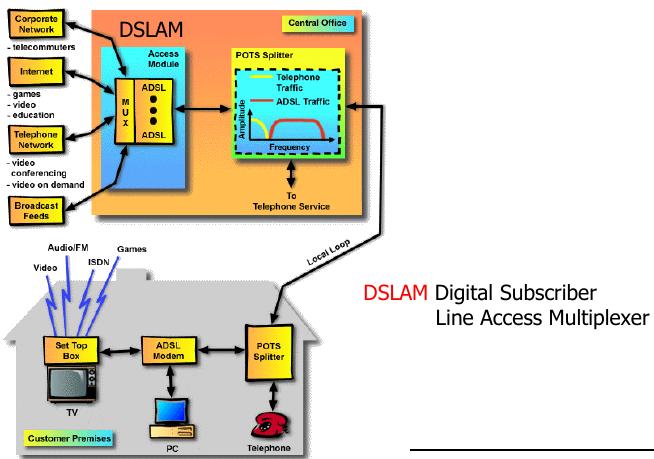 Corporate
Network
- telecommuters
Internet
- games
- video
- education
Telephone
Network
- video
conferencing
- video on demand
Broadcast
Feeds
DSLAM
Central Office
Access
Module
MUX
ADSL
ADSL
POTS Splitter
Telephone
Traffic
ADSL Traffic
Amplitude
Frequency
To
Telephone Service
Local Loop
DSLAM Digital Subscriber
Line Access Multiplexer
Video
Audio/FM
ISDN
Games
Set Top
Box
ADSL
Modem
POTS
Splitter
TV
PC
Telephone
Customer Premises